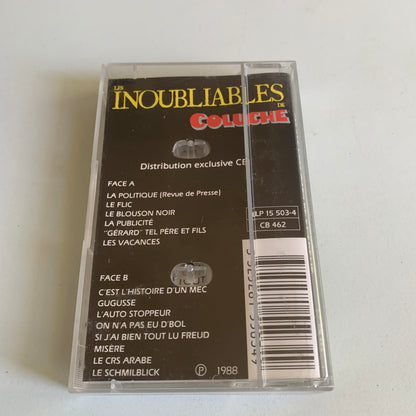 LES INOUBLIABLES DE
COLUCHE
Distribution exclusive
FACE A
LA POLITIQUE (Revue de Presse)
LE FLIC
LE BLOUSON NOIR
LA PUBLICITÉ
"GÉRARD" TEL PÈRE ET FILS
LES VACANCES
LP 15 503-4
CB 462
FACE B
C'EST L'HISTOIRE D'UN MEC
GUGUSSE
L'AUTO STOPPEUR
ON N'A PAS EU D'BOL
SI J'AI BIEN TOUT LU FREUD
MISÈRE
LE CRS ARABE
LE SCHMILBLICK
Ⓟ 1988